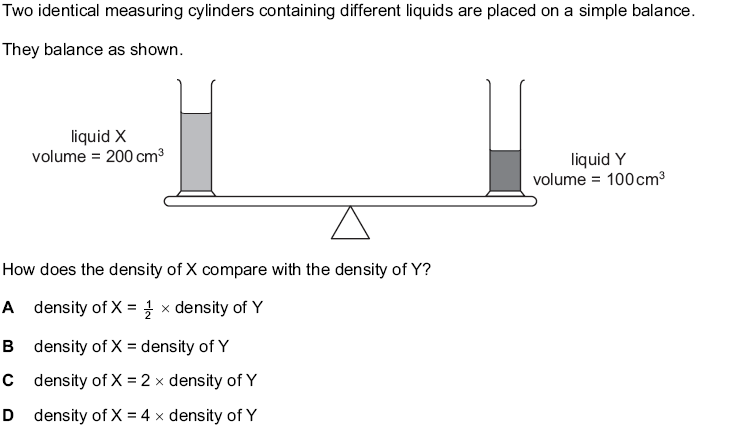 Two identical measuring cylinders containing different liquids are placed on a simple balance.
They balance as shown.
liquid X
volume = 200 cm³
liquid Y
volume = 100 cm³
How does the density of X compare with the density of Y?
A density of X = ½ × density of Y
B density of X = density of Y
C density of X = 2 × density of Y
D density of X = 4 × density of Y